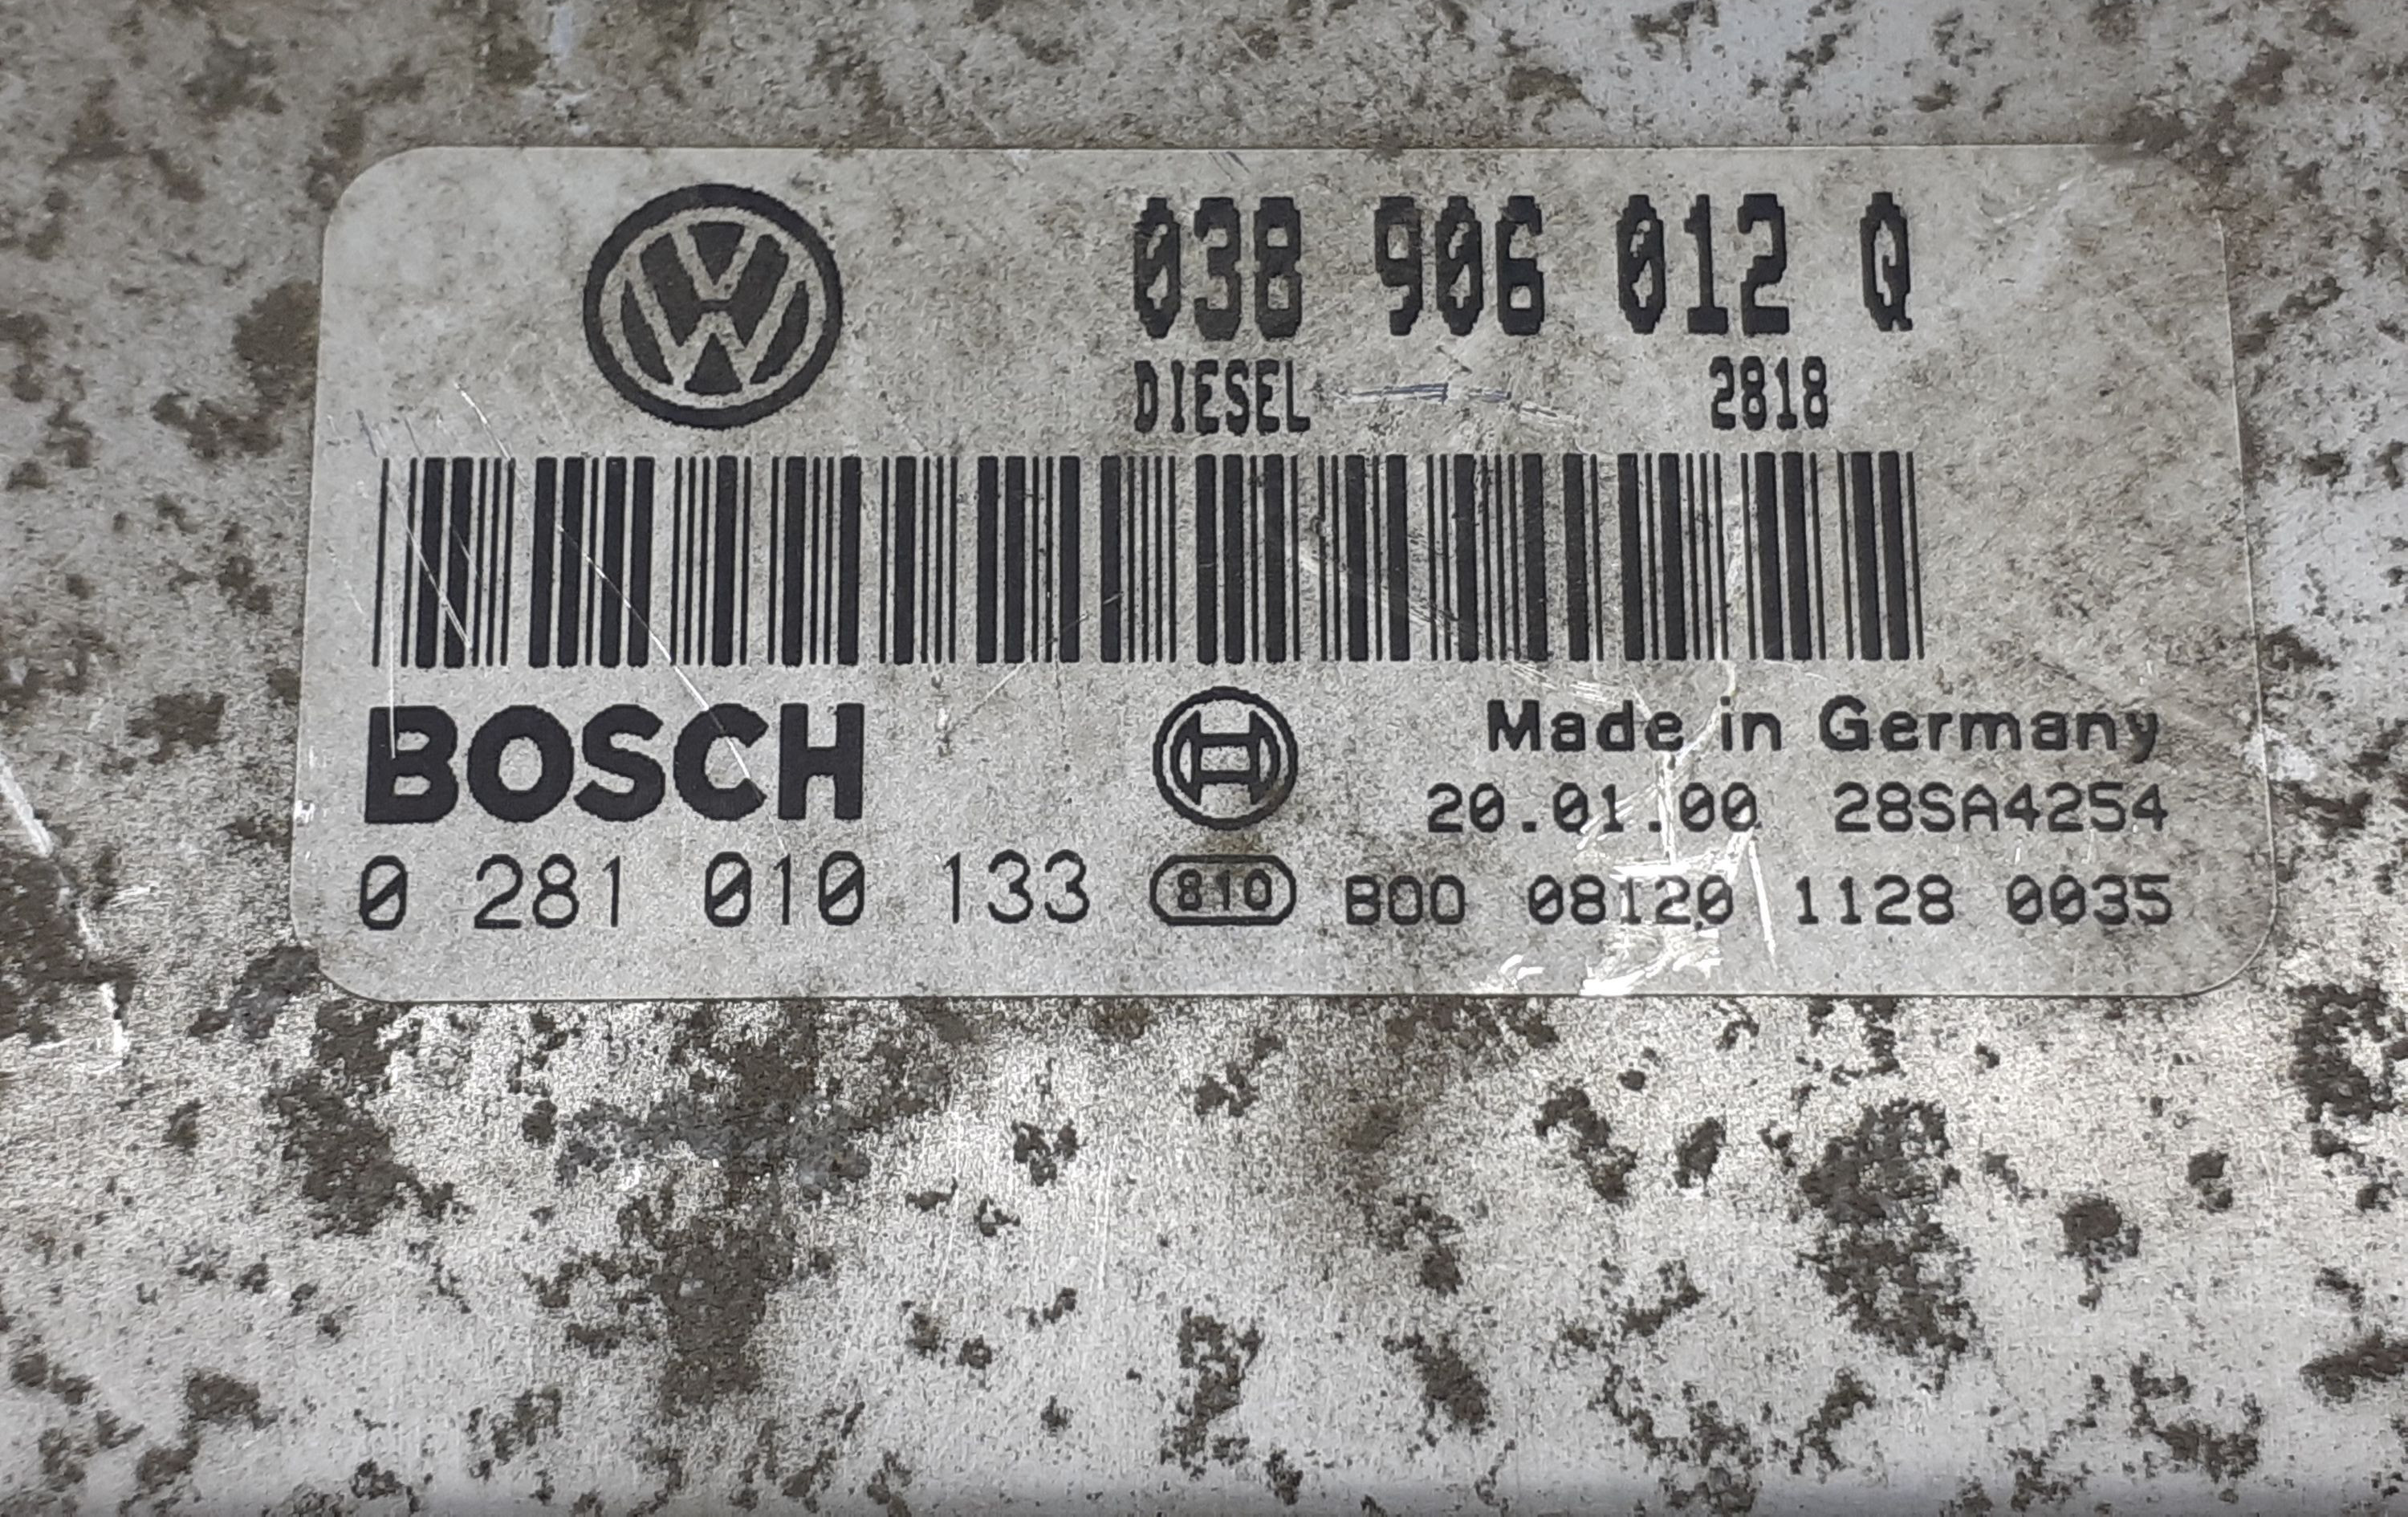 038 906 012 Q
DIESEL 2818
BOSCH
Made in Germany
20.01.00 28SA4254
0 281 010 133 810 B00 08120 1128 0035